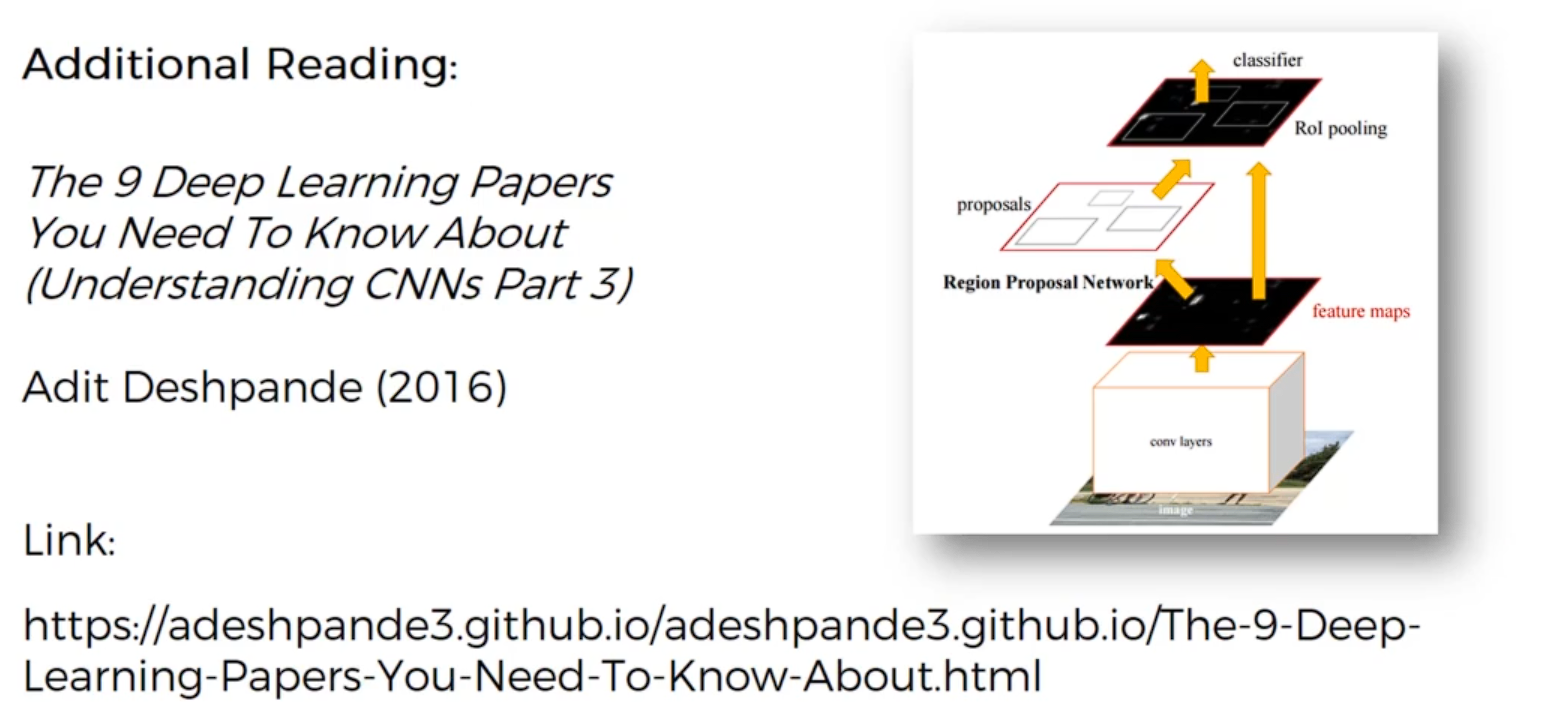 Additional Reading:
The 9 Deep Learning Papers
You Need To Know About
(Understanding CNNs Part 3)
Adit Deshpande (2016)
Link:
https://adeshpande3.github.io/adeshpande3.github.io/The-9-Deep-
Learning-Papers-You-Need-To-Know-About.html
classifier
RoI pooling
proposals
Region Proposal Network
feature maps
conv layers
image